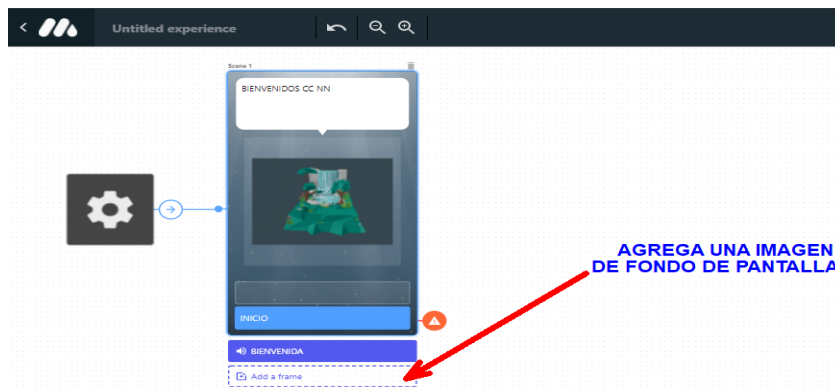 Untitled experience
Scene 1
BIENVENIDOS CC NN
AGREGA UNA IMAGEN
DE FONDO DE PANTALLA
INICIO
BIENVENIDA
Add a frame